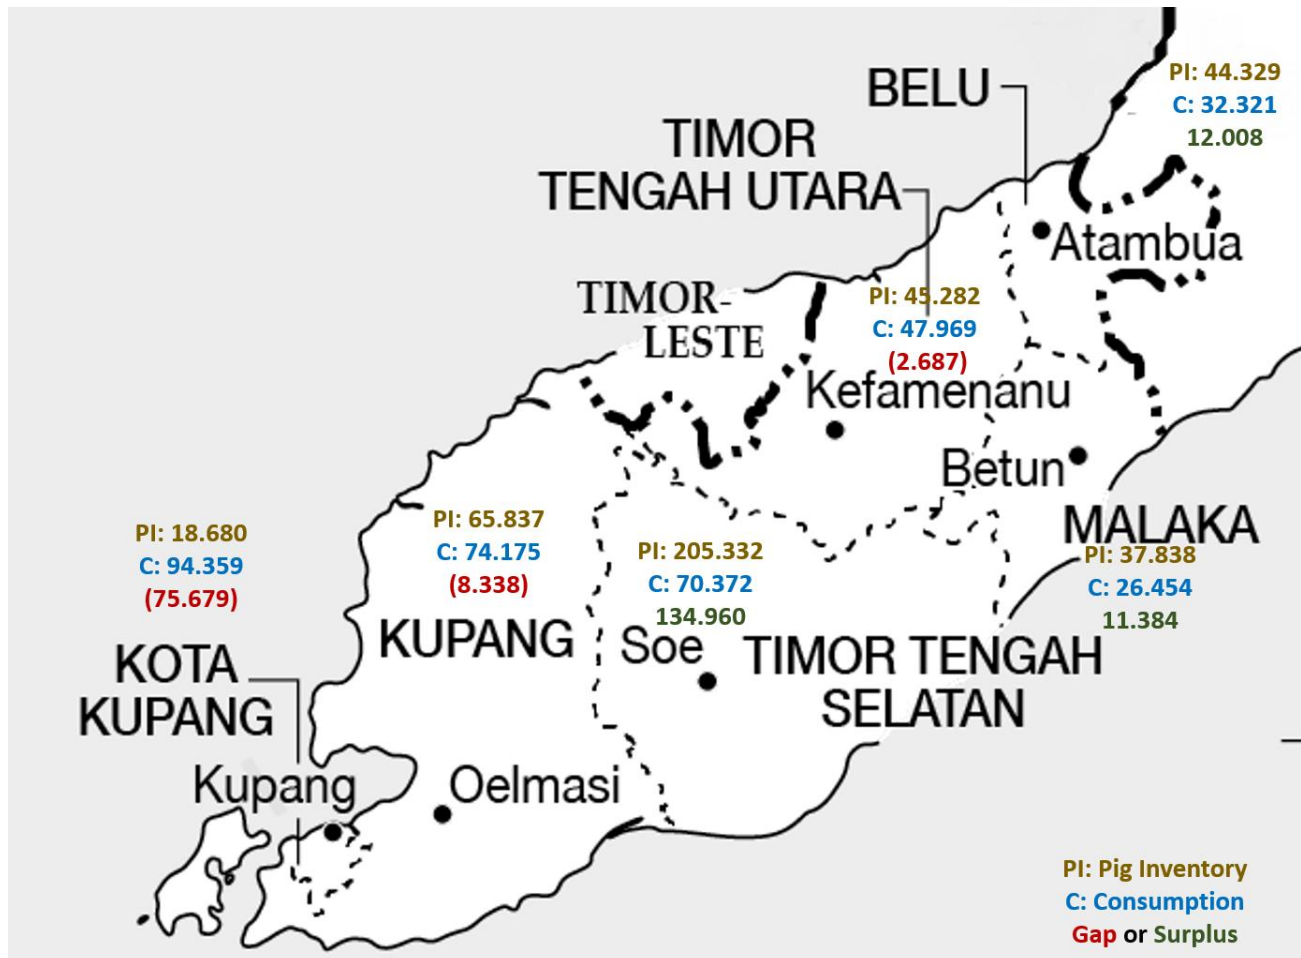 BELU
PI: 44.329
C: 32.321
12.008
TIMOR
TENGAH UTARA
Atambua
TIMOR-
LESTE
PI: 45.282
C: 47.969
(2.687)
Kefamenanu
Betun
MALAKA
PI: 37.838
C: 26.454
11.384
PI: 18.680
C: 94.359
(75.679)
PI: 65.837
C: 74.175
(8.338)
PI: 205.332
C: 70.372
134.960
KUPANG
Soe
TIMOR TENGAH
SELATAN
KOTA
KUPANG
Kupang
Oelmasi
PI: Pig Inventory
C: Consumption
Gap or Surplus